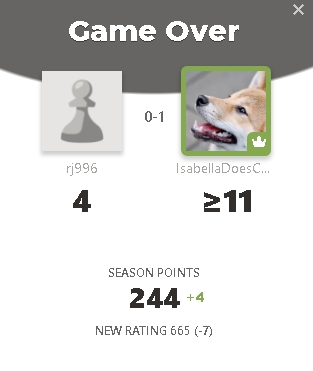 Game Over
0-1
rj996
IsabellaDoesC...
4
≥11
SEASON POINTS
244 +4
NEW RATING 665 (-7)